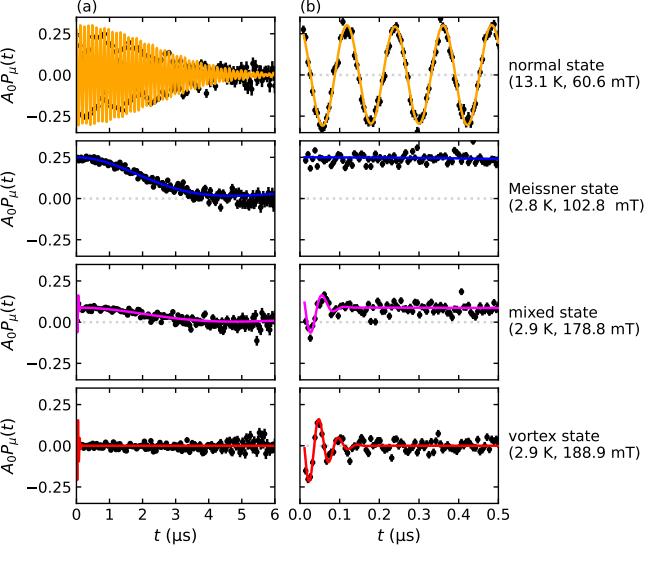 (a)
(b)
0.25
0.00
−0.25
A₀Pμ(t)
normal state
(13.1 K, 60.6 mT)
0.25
0.00
−0.25
A₀Pμ(t)
Meissner state
(2.8 K, 102.8 mT)
0.25
0.00
−0.25
A₀Pμ(t)
mixed state
(2.9 K, 178.8 mT)
0.25
0.00
−0.25
A₀Pμ(t)
vortex state
(2.9 K, 188.9 mT)
0 1 2 3 4 5 6
0.0 0.1 0.2 0.3 0.4 0.5
t (μs)
t (μs)